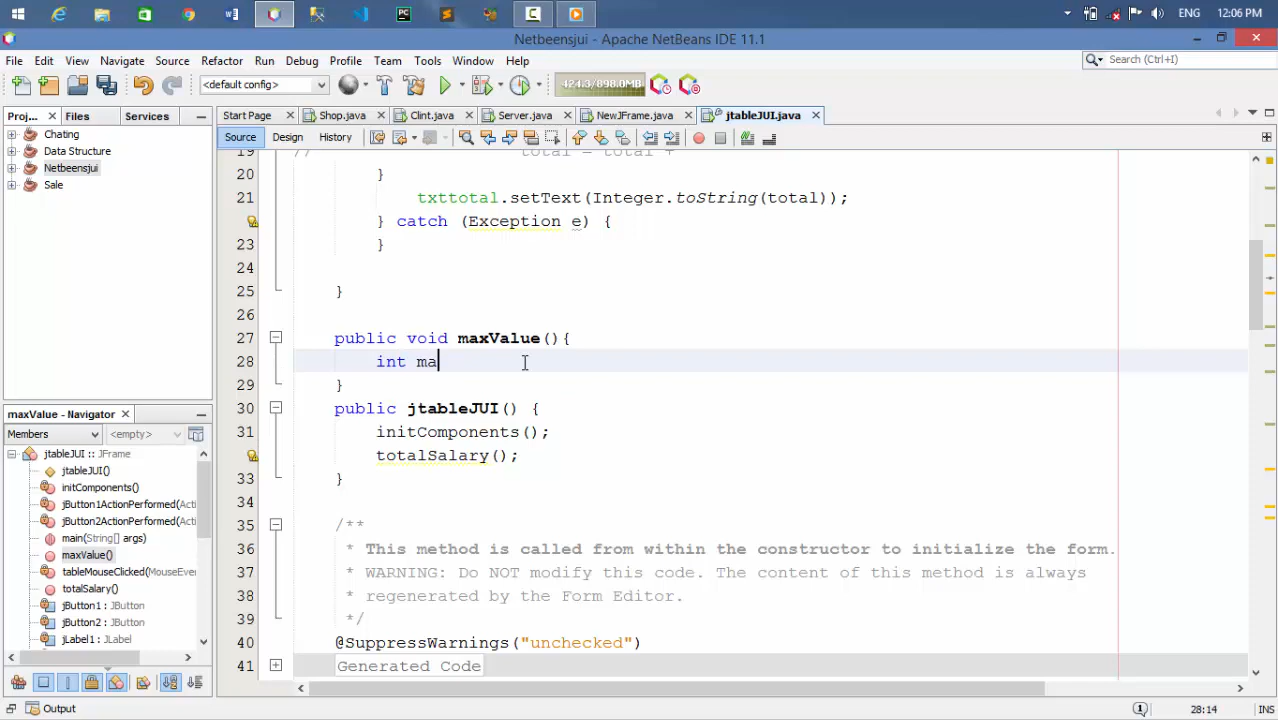 ENG 12:06 PM
Netbeensjui - Apache NetBeans IDE 11.1
File Edit View Navigate Source Refactor Run Debug Profile Team Tools Window Help
Search (Ctrl+I)
<default config>
424.3/898.0MB
Proj... Files Services
Start Page Shop.java Clint.java Server.java NewJFrame.java jtableJUI.java
Source Design History
Chating
Data Structure
Netbeensjui
Sale
19 // total = total +
20 }
21 txttotal.setText(Integer.toString(total));
} catch (Exception e) {
23 }
24
25 }
26
27 public void maxValue(){
28 int ma
29 }
30 public jtableJUI() {
31 initComponents();
totalSalary();
33 }
34
35 /**
36 * This method is called from within the constructor to initialize the form.
37 * WARNING: Do NOT modify this code. The content of this method is always
38 * regenerated by the Form Editor.
39 */
40 @SuppressWarnings("unchecked")
41 Generated Code
maxValue - Navigator
Members <empty>
jtableJUI :: JFrame
jtableJUI()
initComponents()
jButton1ActionPerformed(Acti
jButton2ActionPerformed(Acti
main(String[] args)
maxValue()
tableMouseClicked(MouseEver
totalSalary()
jButton1 : JButton
jButton2 : JButton
jLabel1 : JLabel
Output
28:14 INS